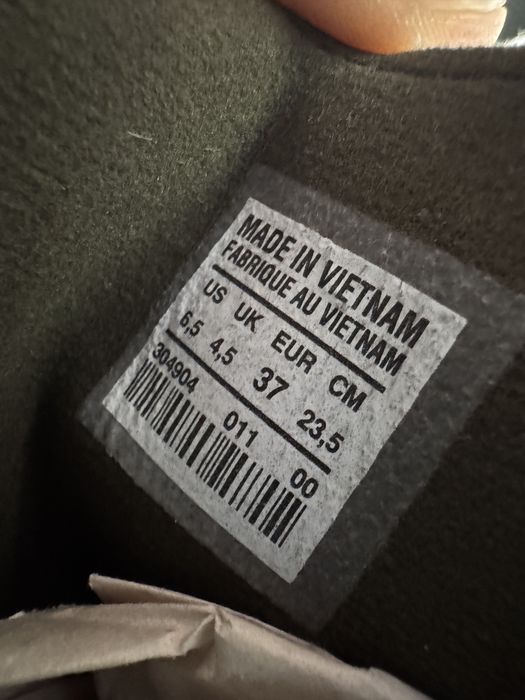 MADE IN VIETNAM
FABRIQUE AU VIETNAM
US UK EUR CM
6,5 4,5 37 23,5
304904 011 00